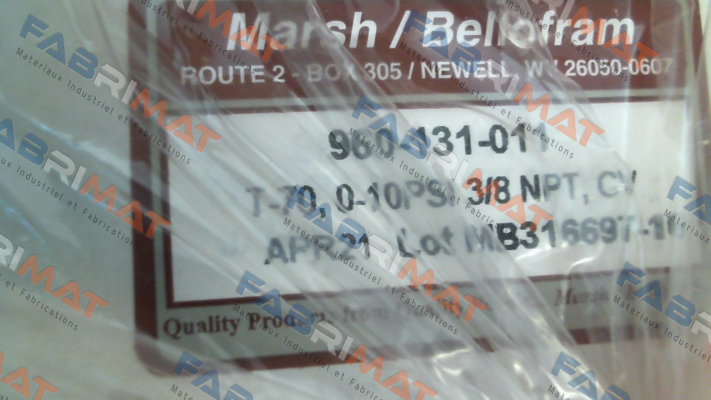 Marsh / Bellofram
ROUTE 2 - BOX 305 / NEWELL, WV 26050-0607
960-131-011
T-70, 0-10PSI, 3/8 NPT, CV
APR21 Lot MB316697-1
Quality Products from
FABRIMAT
Materiaux Industriel et Fabrications